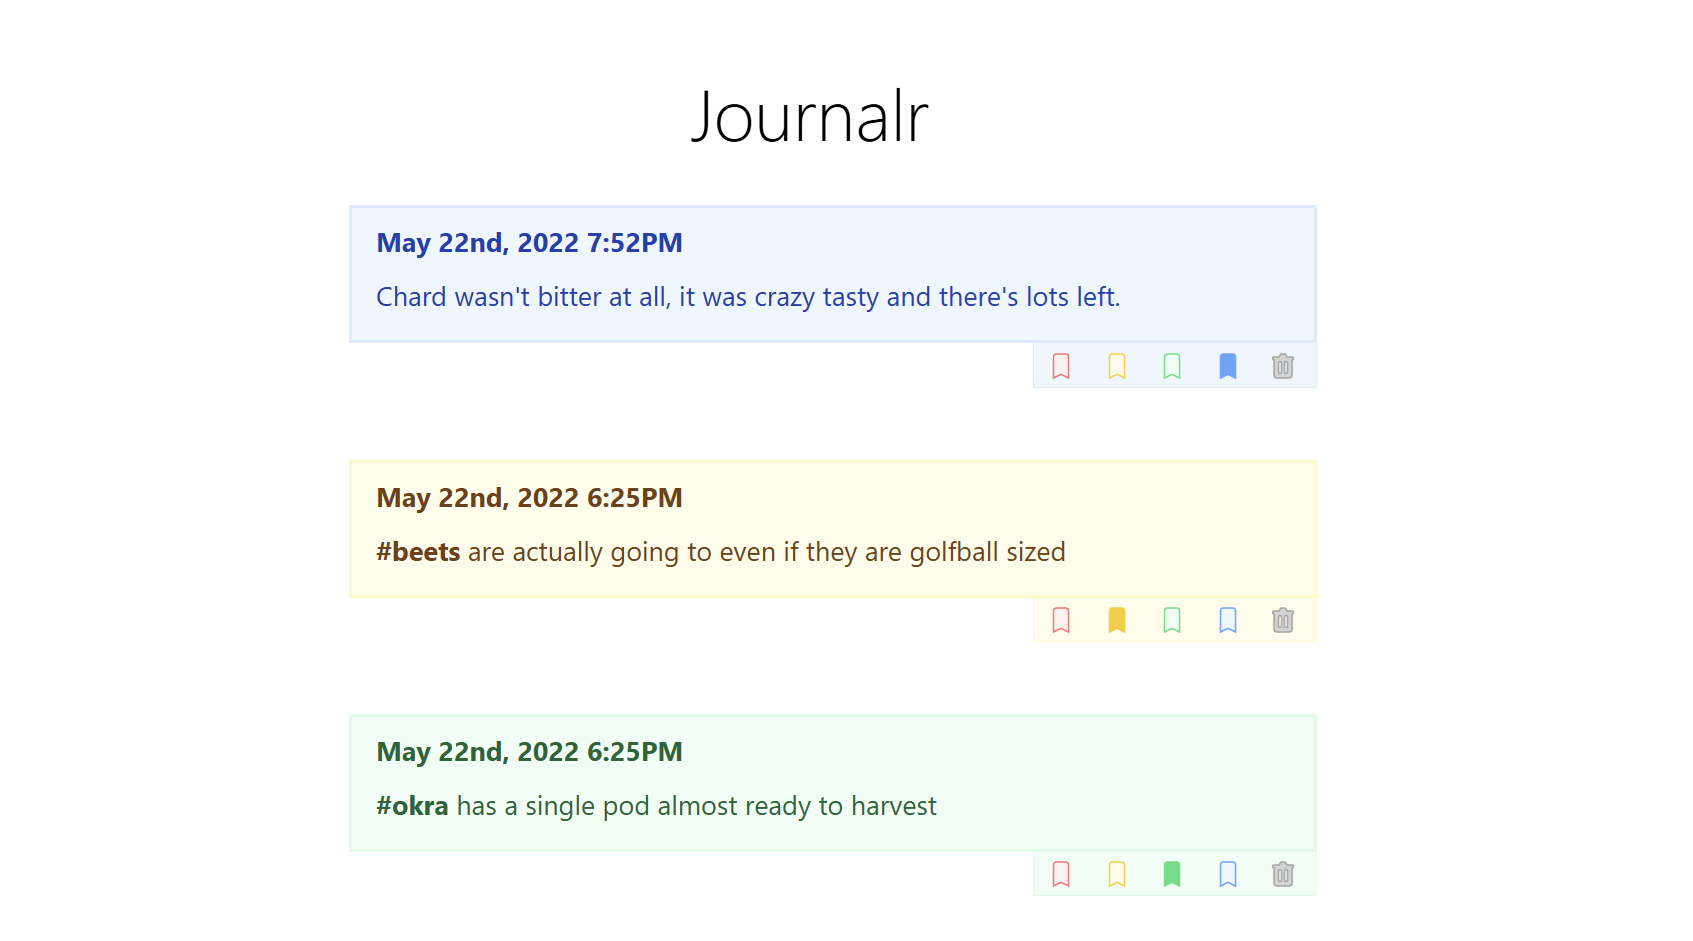 Journalr
May 22nd, 2022 7:52PM
Chard wasn't bitter at all, it was crazy tasty and there's lots left.
May 22nd, 2022 6:25PM
#beets are actually going to even if they are golfball sized
May 22nd, 2022 6:25PM
#okra has a single pod almost ready to harvest